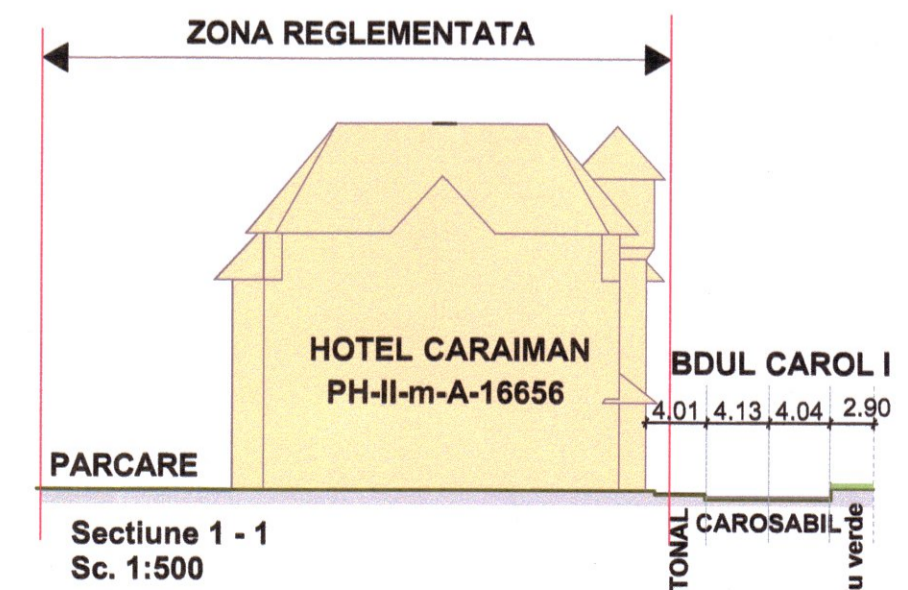 ZONA REGLEMENTATA
HOTEL CARAIMAN
PH-II-m-A-16656
BDUL CAROL I
4.01 4.13 4.04 2.90
PARCARE
CAROSABIL
TONAL
u verde
Sectiune 1 - 1
Sc. 1:500